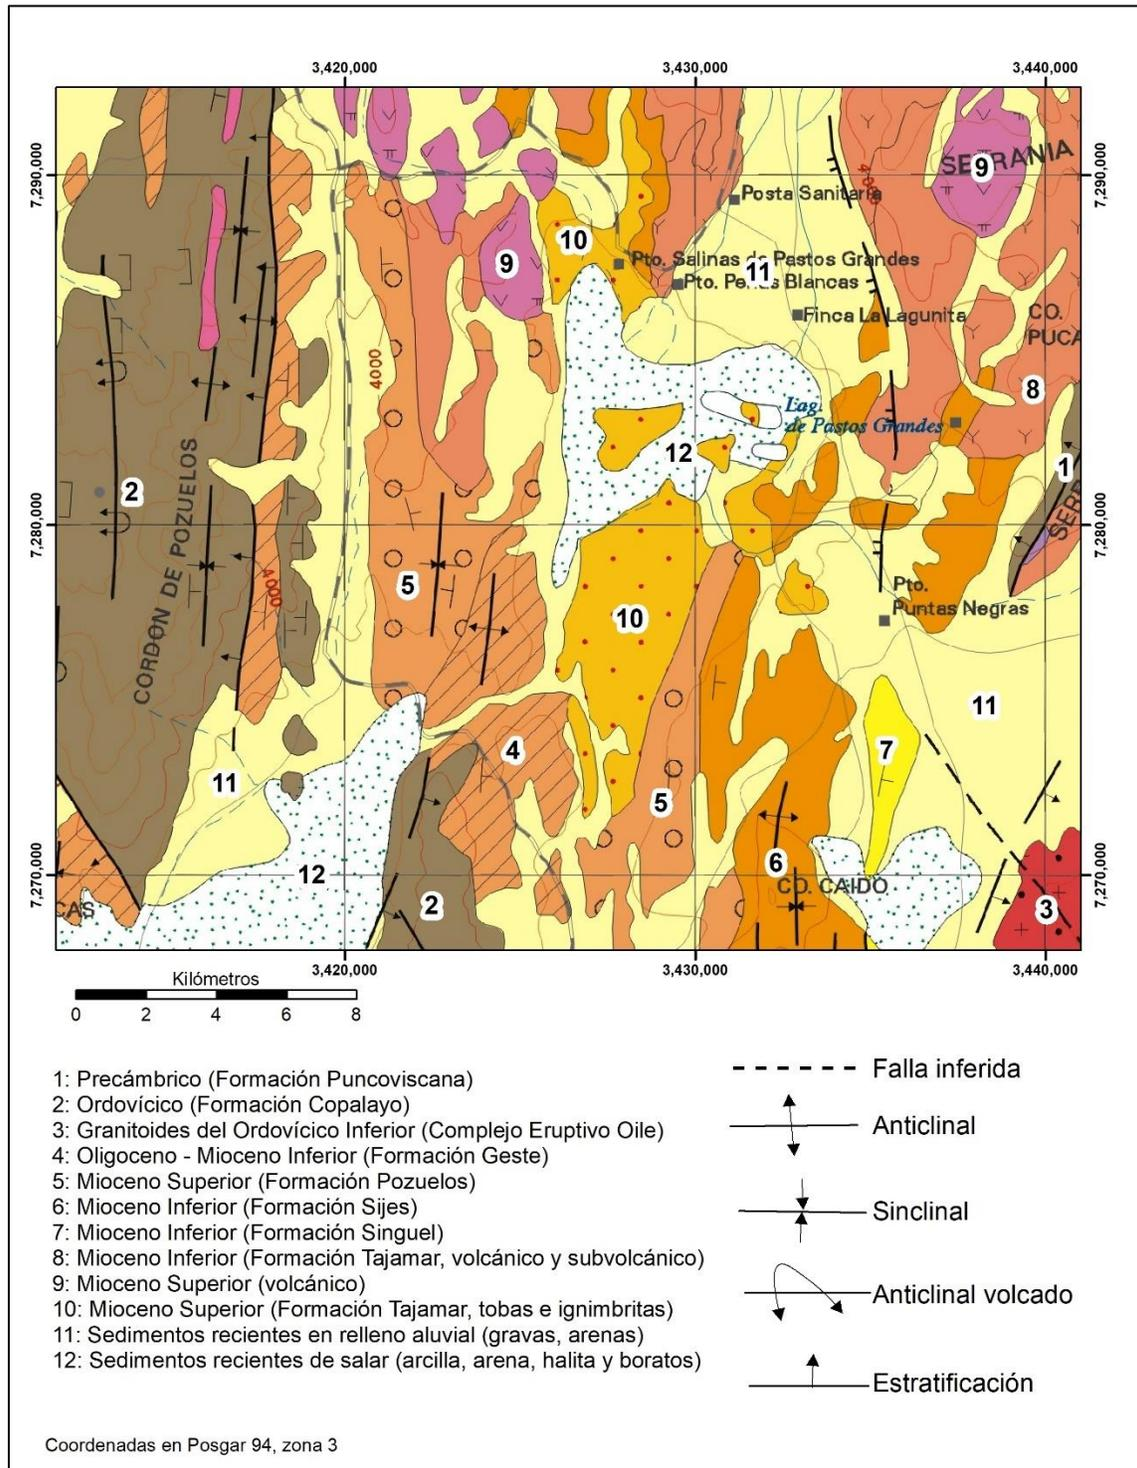 3,420,000 3,430,000 3,440,000
7,290,000 7,290,000
SERRANIA
9
4000
Posta Sanitaria
10
Pto. Salinas de Pastos Grandes
9
11
Pto. Peñas Blancas
Finca La Lagunita
CO.
PUCA
4000
8
Lag.
de Pastos Grandes
12
1
2
CORDON DE POZUELOS
SERR
7,280,000 7,280,000
4000
5
Pto.
Puntas Negras
10
11
4
7
11
5
6
12
CO. CAIDO
7,270,000 7,270,000
CAS
2
3
3,420,000 3,430,000 3,440,000
Kilómetros
0 2 4 6 8
1: Precámbrico (Formación Puncoviscana)
2: Ordovícico (Formación Copalayo)
3: Granitoides del Ordovícico Inferior (Complejo Eruptivo Oile)
4: Oligoceno - Mioceno Inferior (Formación Geste)
5: Mioceno Superior (Formación Pozuelos)
6: Mioceno Inferior (Formación Sijes)
7: Mioceno Inferior (Formación Singuel)
8: Mioceno Inferior (Formación Tajamar, volcánico y subvolcánico)
9: Mioceno Superior (volcánico)
10: Mioceno Superior (Formación Tajamar, tobas e ignimbritas)
11: Sedimentos recientes en relleno aluvial (gravas, arenas)
12: Sedimentos recientes de salar (arcilla, arena, halita y boratos)
Falla inferida
Anticlinal
Sinclinal
Anticlinal volcado
Estratificación
Coordenadas en Posgar 94, zona 3